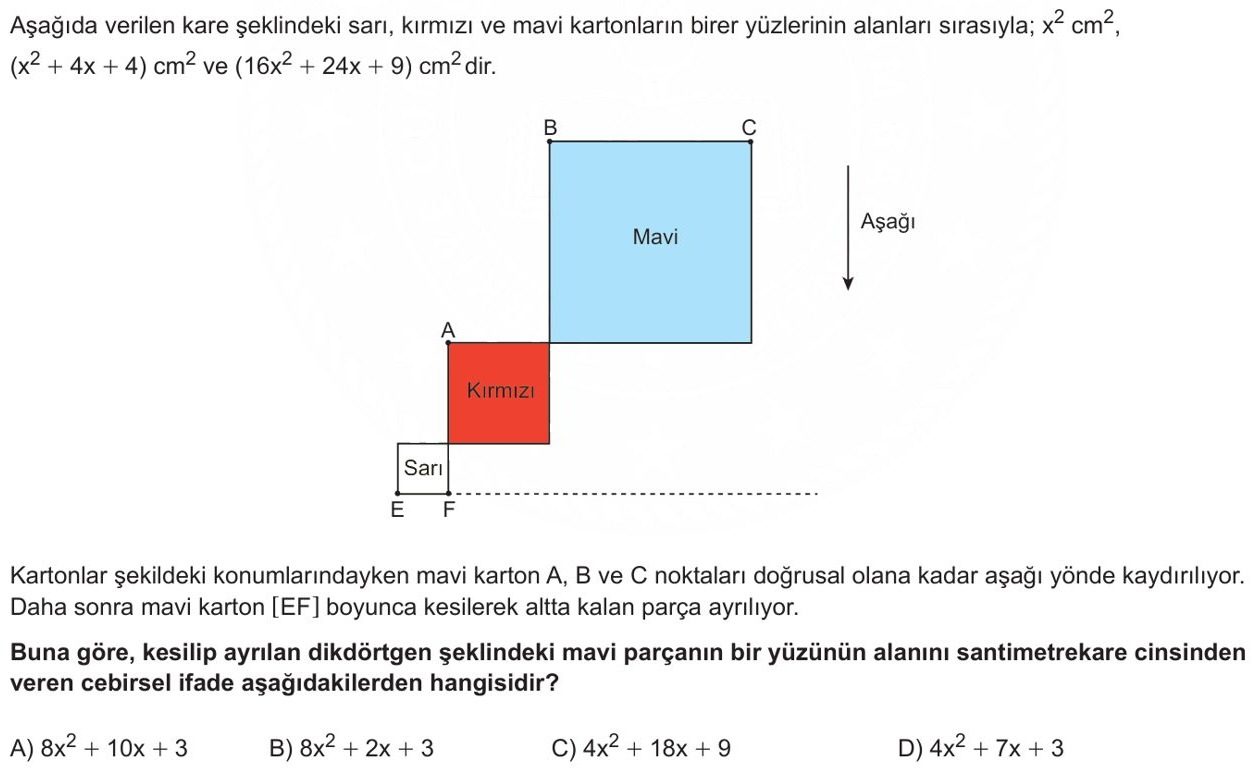 Aşağıda verilen kare şeklindeki sarı, kırmızı ve mavi kartonların birer yüzlerinin alanları sırasıyla; x² cm²,
(x² + 4x + 4) cm² ve (16x² + 24x + 9) cm² dir.
B
C
Mavi
Aşağı
A
Kırmızı
Sarı
E
F
Kartonlar şekildeki konumlarındayken mavi karton A, B ve C noktaları doğrusal olana kadar aşağı yönde kaydırılıyor.
Daha sonra mavi karton [EF] boyunca kesilerek altta kalan parça ayrılıyor.
Buna göre, kesilip ayrılan dikdörtgen şeklindeki mavi parçanın bir yüzünün alanını santimetrekare cinsinden
veren cebirsel ifade aşağıdakilerden hangisidir?
A) 8x² + 10x + 3 B) 8x² + 2x + 3 C) 4x² + 18x + 9 D) 4x² + 7x + 3